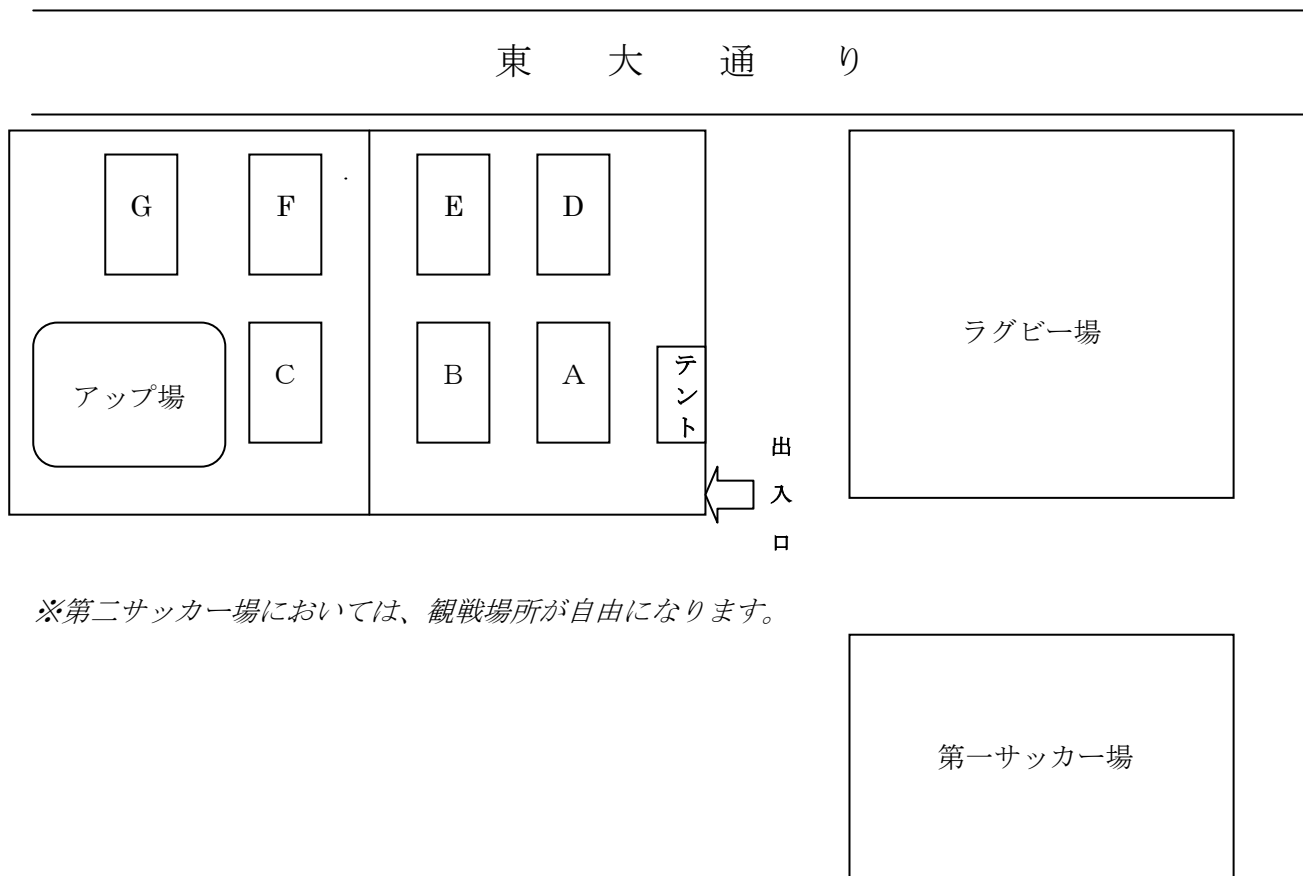 東 大 通 り
G
F
E
D
アップ場
C
B
A
テント
ラグビー場
出入口
※第二サッカー場においては、観戦場所が自由になります。
第一サッカー場